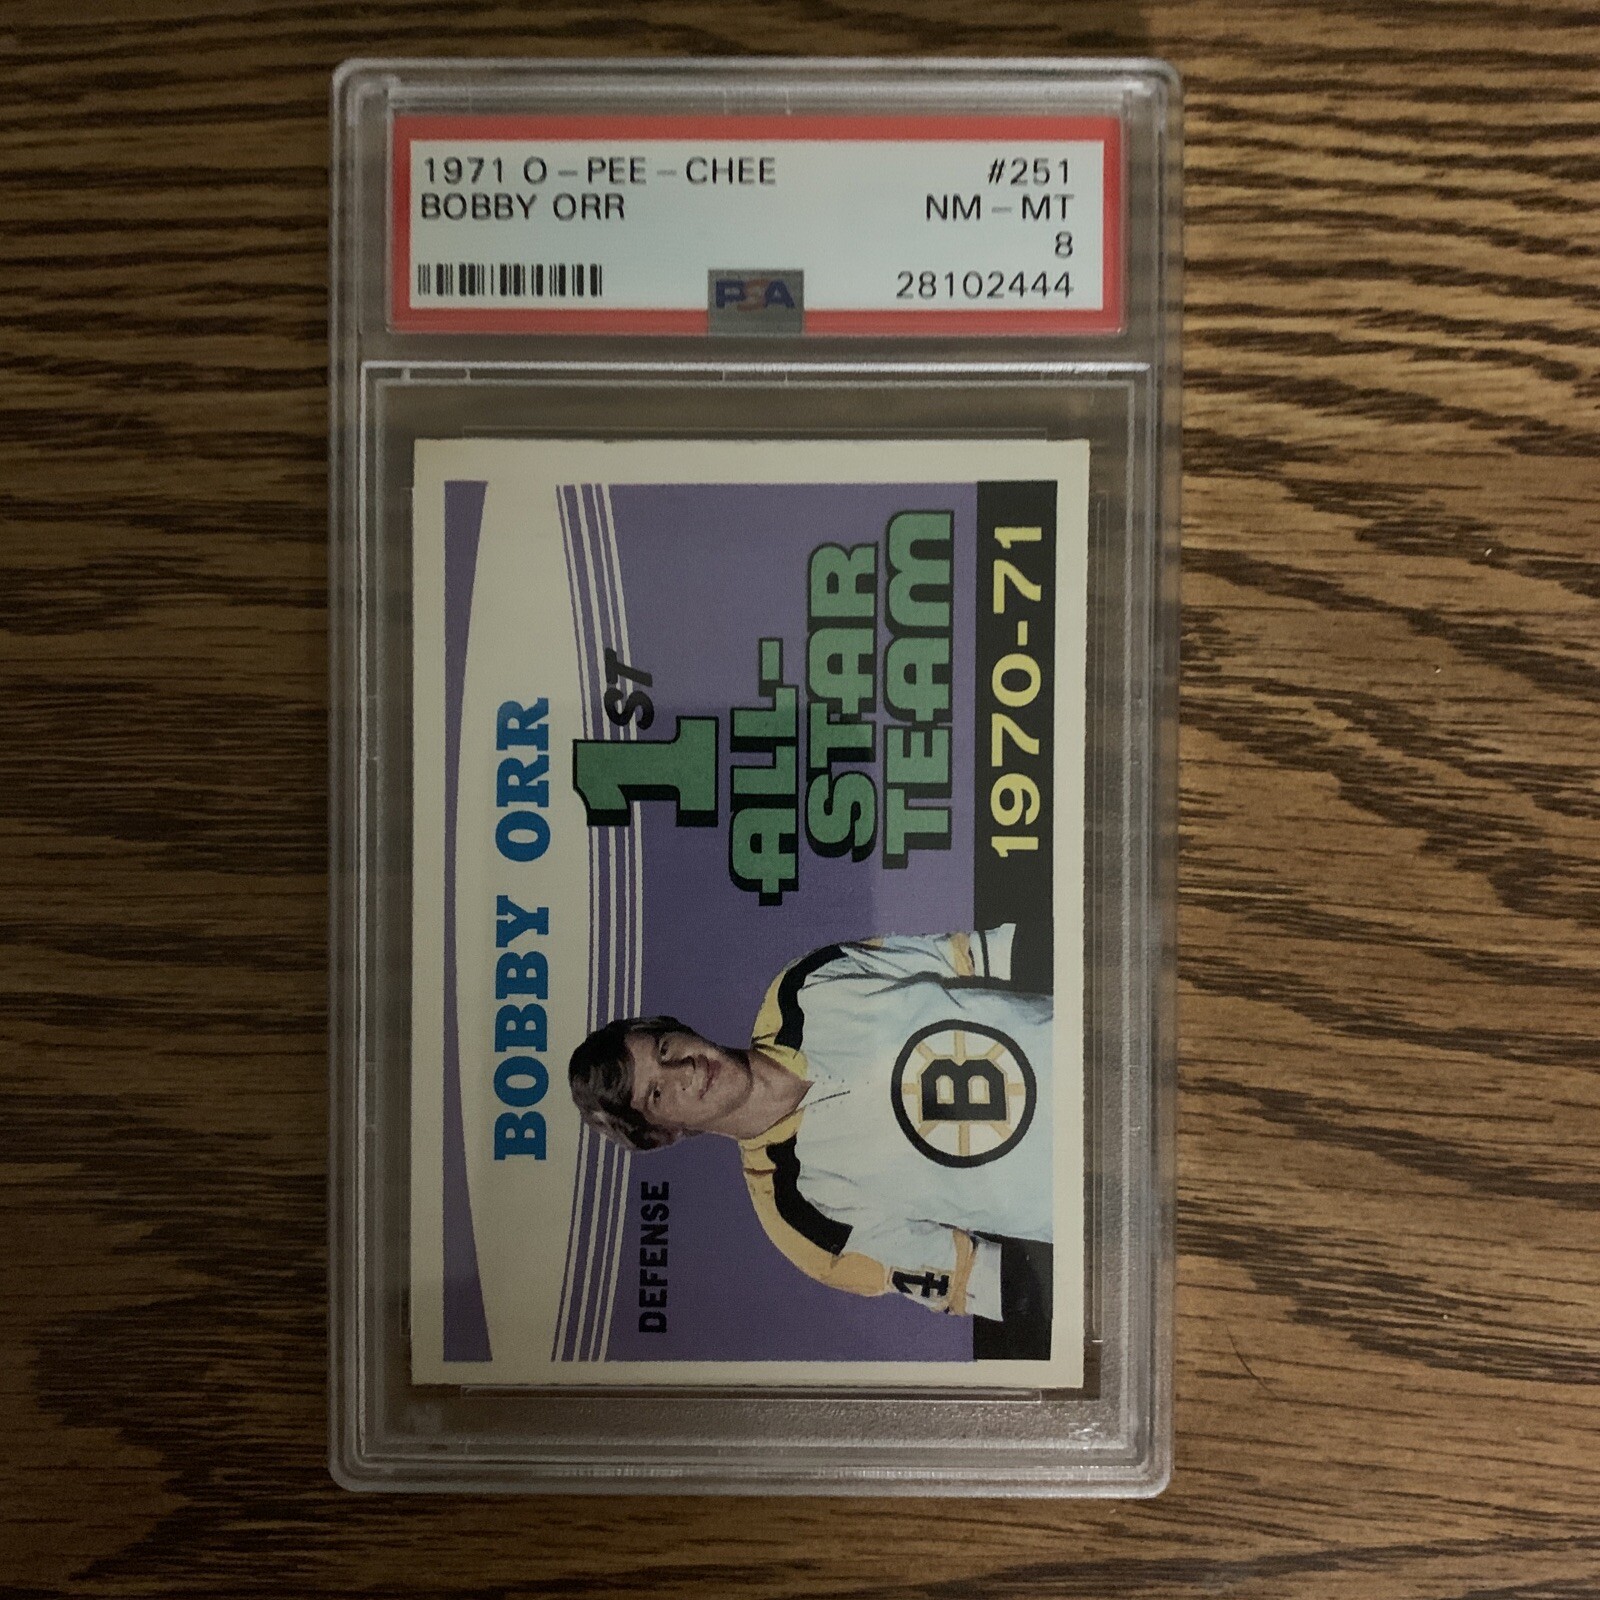 1971 O-PEE-CHEE #251
BOBBY ORR NM-MT
8
PSA 28102444
BOBBY ORR
DEFENSE
1ST
ALL-
STAR
TEAM
1970-71
B
4